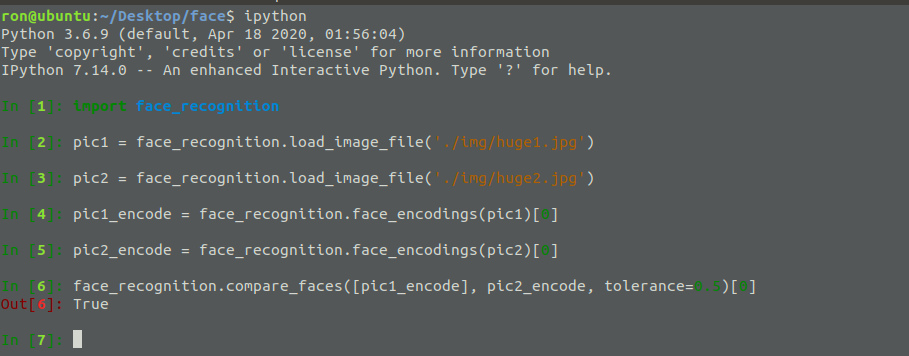 ron@ubuntu:~/Desktop/face$ ipython
Python 3.6.9 (default, Apr 18 2020, 01:56:04)
Type 'copyright', 'credits' or 'license' for more information
IPython 7.14.0 -- An enhanced Interactive Python. Type '?' for help.
In [1]: import face_recognition
In [2]: pic1 = face_recognition.load_image_file('./img/huge1.jpg')
In [3]: pic2 = face_recognition.load_image_file('./img/huge2.jpg')
In [4]: pic1_encode = face_recognition.face_encodings(pic1)[0]
In [5]: pic2_encode = face_recognition.face_encodings(pic2)[0]
In [6]: face_recognition.compare_faces([pic1_encode], pic2_encode, tolerance=0.5)[0]
Out[6]: True
In [7]: